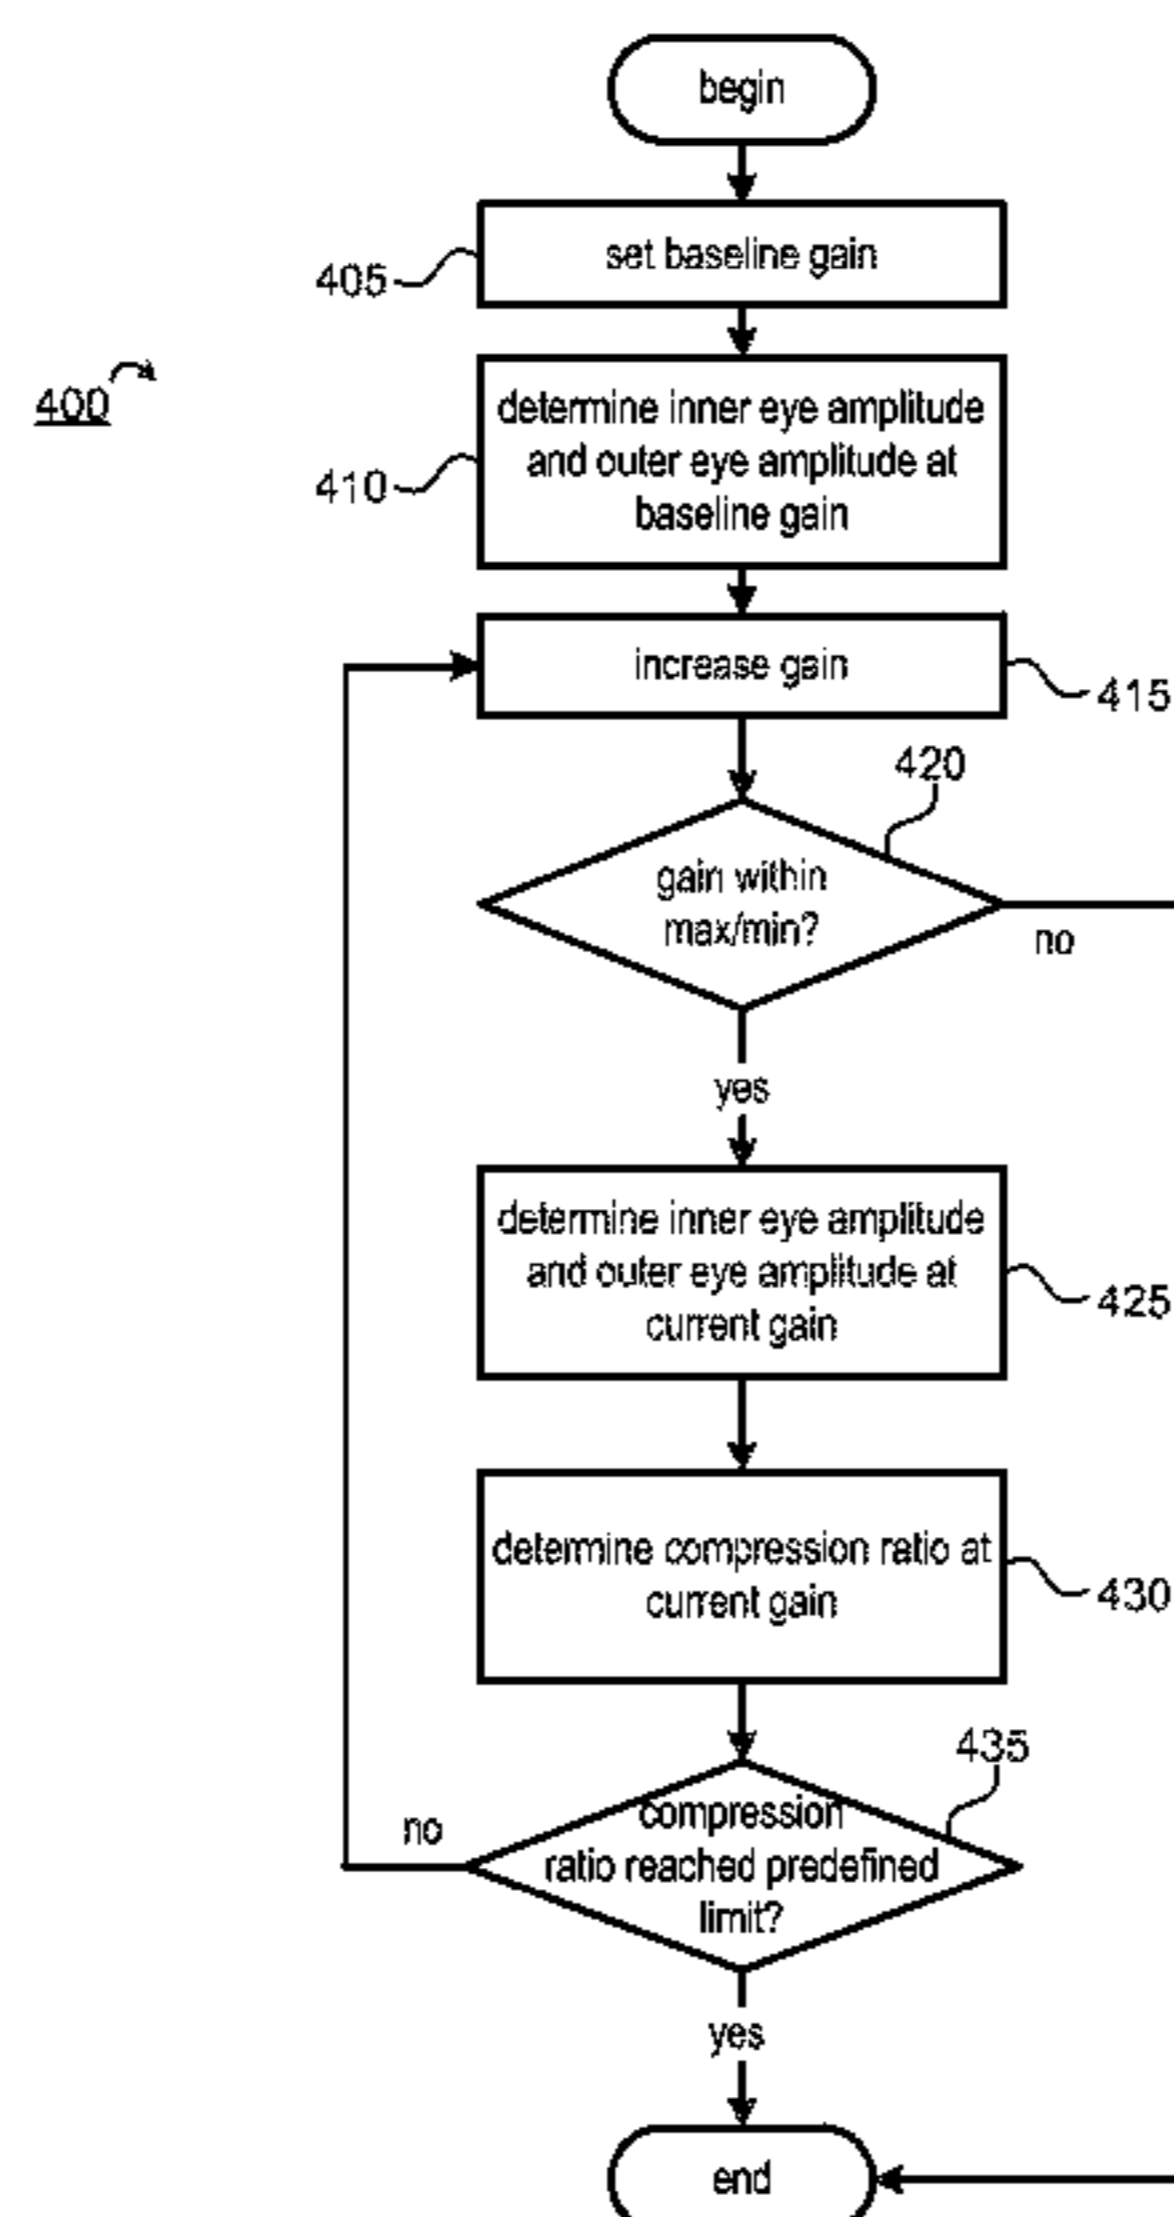 begin
set baseline gain
405
400
determine inner eye amplitude
and outer eye amplitude at
baseline gain
410
increase gain
415
420
gain within
max/min?
no
yes
determine inner eye amplitude
and outer eye amplitude at
current gain
425
determine compression ratio at
current gain
430
435
compression
ratio reached predefined
limit?
no
yes
end